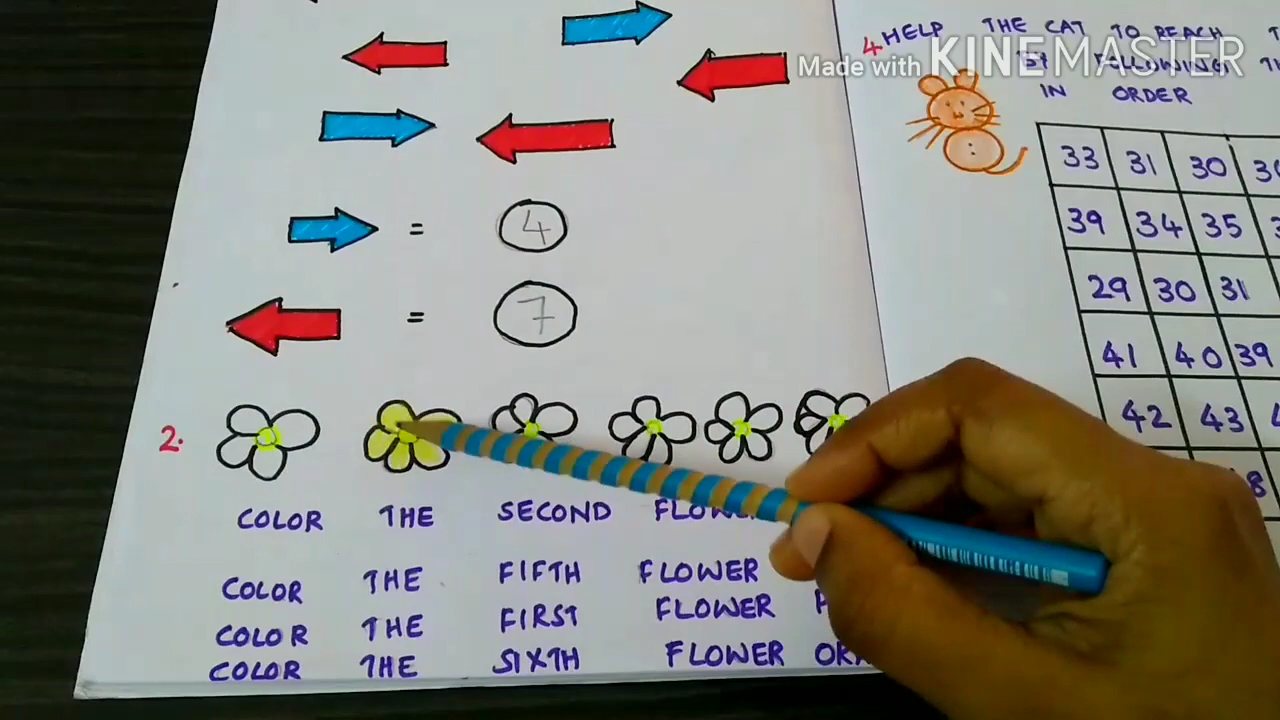 Made with KINEMASTER
= 4
= 7
2.
COLOR THE SECOND
COLOR THE FIFTH FLOWER
COLOR THE FIRST FLOWER
COLOR THE SIXTH FLOWER
4 HELP THE CAT TO REACH
BY FOLLOWING
IN ORDER
33 31 30
39 34 35
29 30 31
41 40 39
42 43